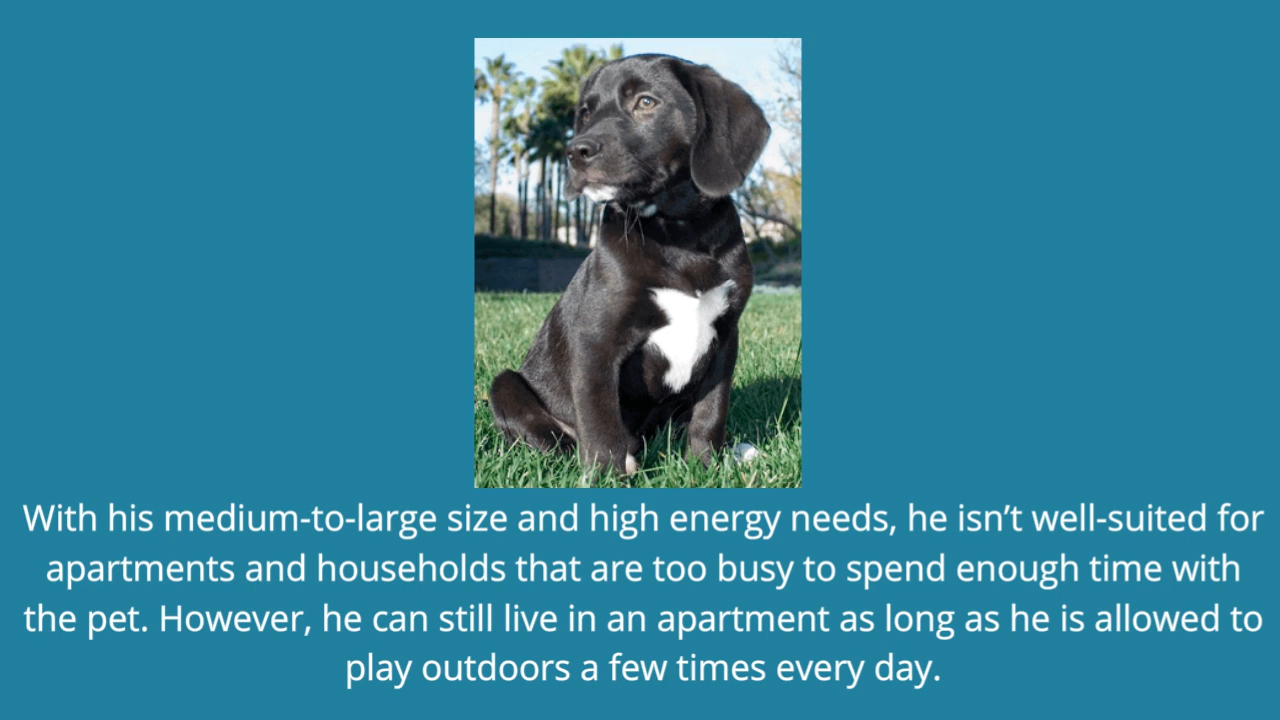 With his medium-to-large size and high energy needs, he isn’t well-suited for
apartments and households that are too busy to spend enough time with
the pet. However, he can still live in an apartment as long as he is allowed to
play outdoors a few times every day.